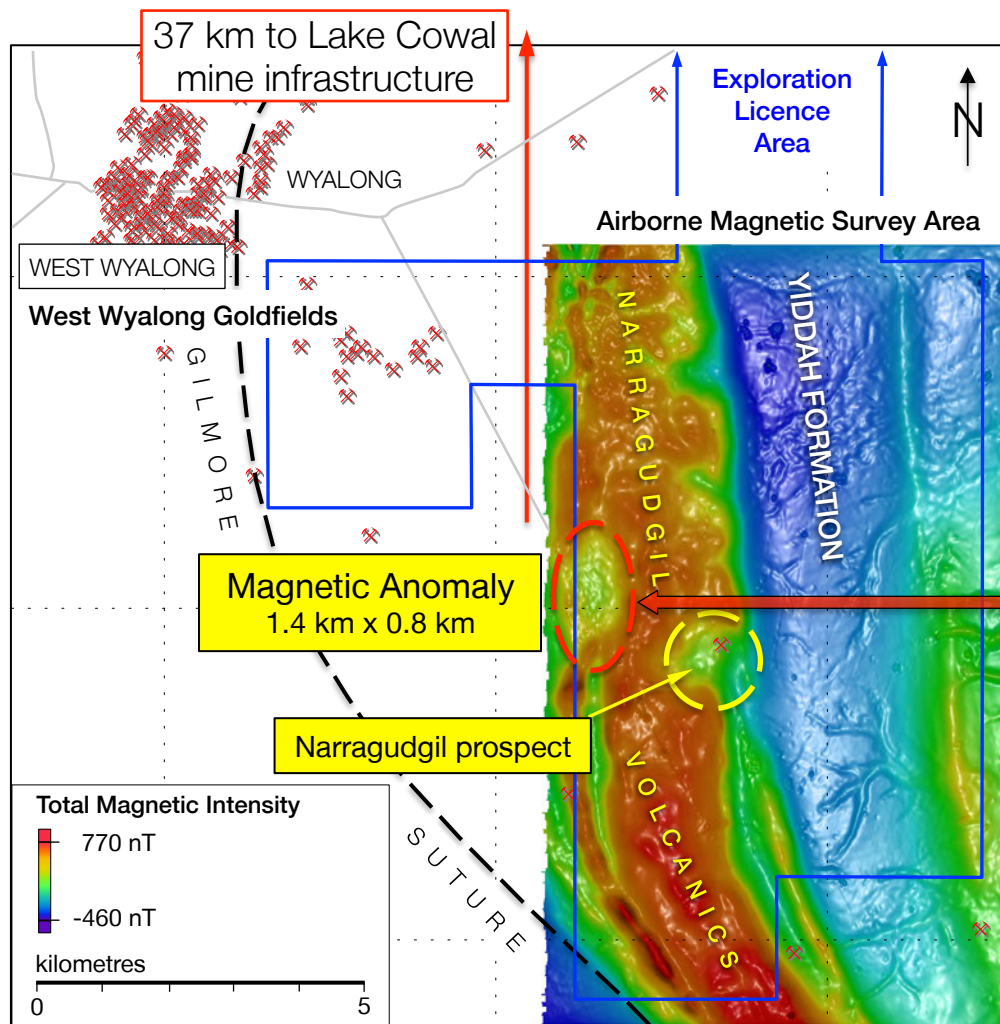 37 km to Lake Cowal
mine infrastructure
Exploration
Licence
Area
N
WYALONG
Airborne Magnetic Survey Area
WEST WYALONG
West Wyalong Goldfields
GILMORE
SUTURE
NARRAGUDGIL
VOLCANICS
YIDDAH FORMATION
Magnetic Anomaly
1.4 km x 0.8 km
Narragudgil prospect
Total Magnetic Intensity
770 nT
-460 nT
kilometres
0
5